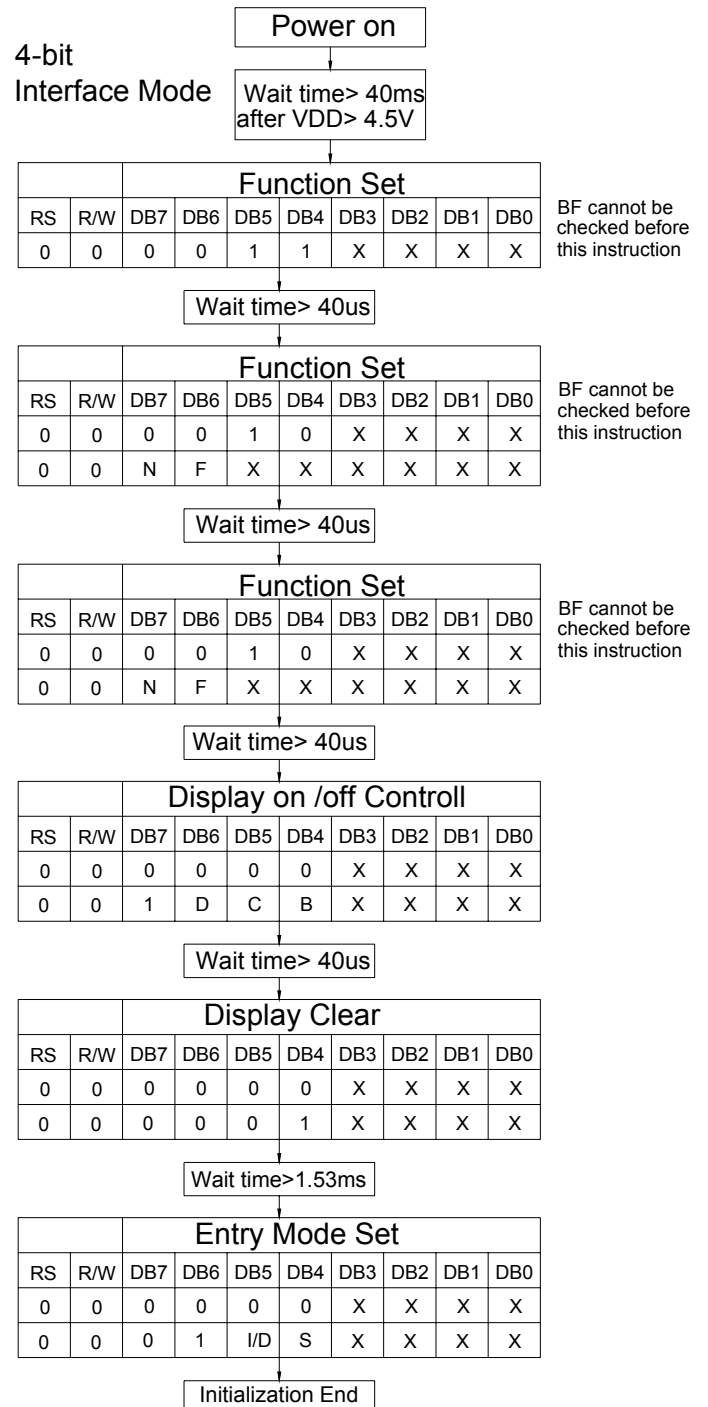 Power on
4-bit
Interface Mode
Wait time> 40ms
after VDD> 4.5V
Function Set
RS R/W DB7 DB6 DB5 DB4 DB3 DB2 DB1 DB0
0 0 0 0 1 1 X X X X
BF cannot be
checked before
this instruction
Wait time> 40us
Function Set
RS R/W DB7 DB6 DB5 DB4 DB3 DB2 DB1 DB0
0 0 0 0 1 0 X X X X
0 0 N F X X X X X X
BF cannot be
checked before
this instruction
Wait time> 40us
Function Set
RS R/W DB7 DB6 DB5 DB4 DB3 DB2 DB1 DB0
0 0 0 0 1 0 X X X X
0 0 N F X X X X X X
BF cannot be
checked before
this instruction
Wait time> 40us
Display on /off Controll
RS R/W DB7 DB6 DB5 DB4 DB3 DB2 DB1 DB0
0 0 0 0 0 0 X X X X
0 0 1 D C B X X X X
Wait time> 40us
Display Clear
RS R/W DB7 DB6 DB5 DB4 DB3 DB2 DB1 DB0
0 0 0 0 0 0 X X X X
0 0 0 0 0 1 X X X X
Wait time>1.53ms
Entry Mode Set
RS R/W DB7 DB6 DB5 DB4 DB3 DB2 DB1 DB0
0 0 0 0 0 0 X X X X
0 0 0 1 I/D S X X X X
Initialization End